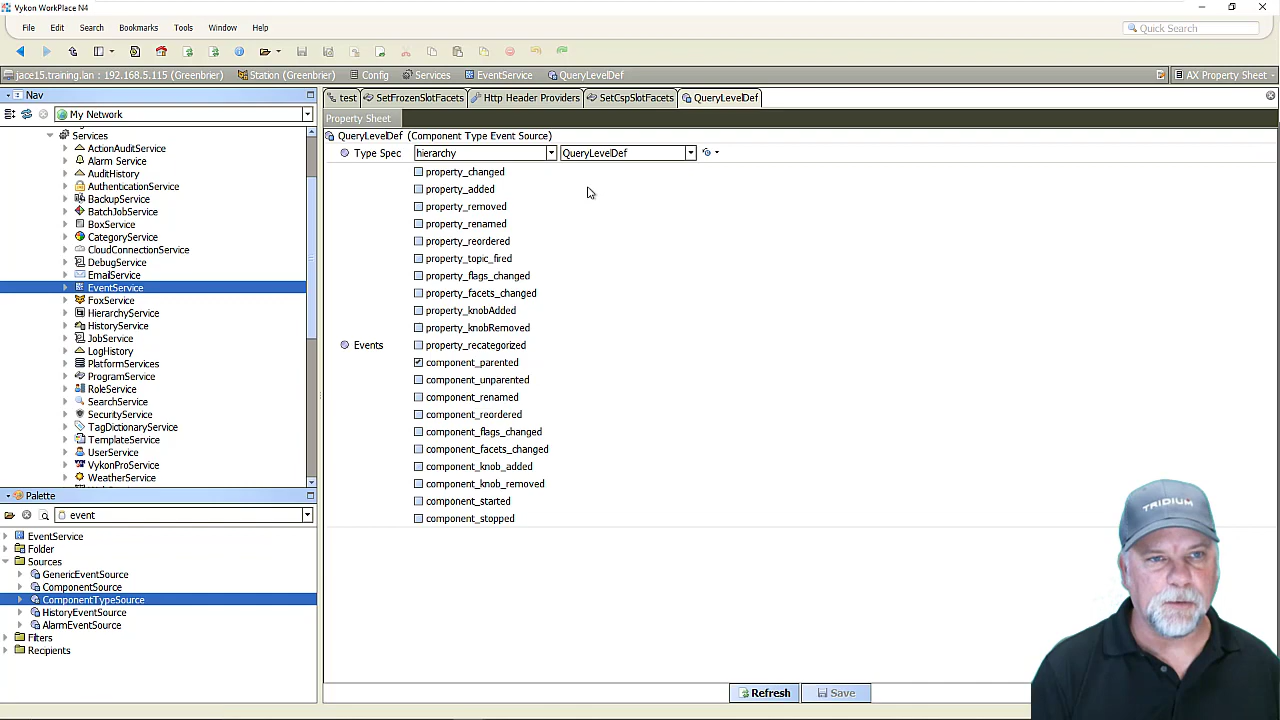 Vykon WorkPlace N4
File Edit Search Bookmarks Tools Window Help
Quick Search
jace15.training.lan : 192.168.5.115 (Greenbrier) Station (Greenbrier) Config Services EventService QueryLevelDef AX Property Sheet
Nav
My Network
Services
ActionAuditService
Alarm Service
AuditHistory
AuthenticationService
BackupService
BatchJobService
BoxService
CategoryService
CloudConnectionService
DebugService
EmailService
EventService
FoxService
HierarchyService
HistoryService
JobService
LogHistory
PlatformServices
ProgramService
RoleService
SearchService
SecurityService
TagDictionaryService
TemplateService
UserService
VykonProService
WeatherService
Palette
event
EventService
Folder
Sources
GenericEventSource
ComponentSource
ComponentTypeSource
HistoryEventSource
AlarmEventSource
Filters
Recipients
test SetFrozenSlotFacets Http Header Providers SetCspSlotFacets QueryLevelDef
Property Sheet
QueryLevelDef (Component Type Event Source)
Type Spec hierarchy QueryLevelDef
property_changed
property_added
property_removed
property_renamed
property_reordered
property_topic_fired
property_flags_changed
property_facets_changed
property_knobAdded
property_knobRemoved
Events property_recategorized
component_parented
component_unparented
component_renamed
component_reordered
component_flags_changed
component_facets_changed
component_knob_added
component_knob_removed
component_started
component_stopped
Refresh Save
TRIDIUM